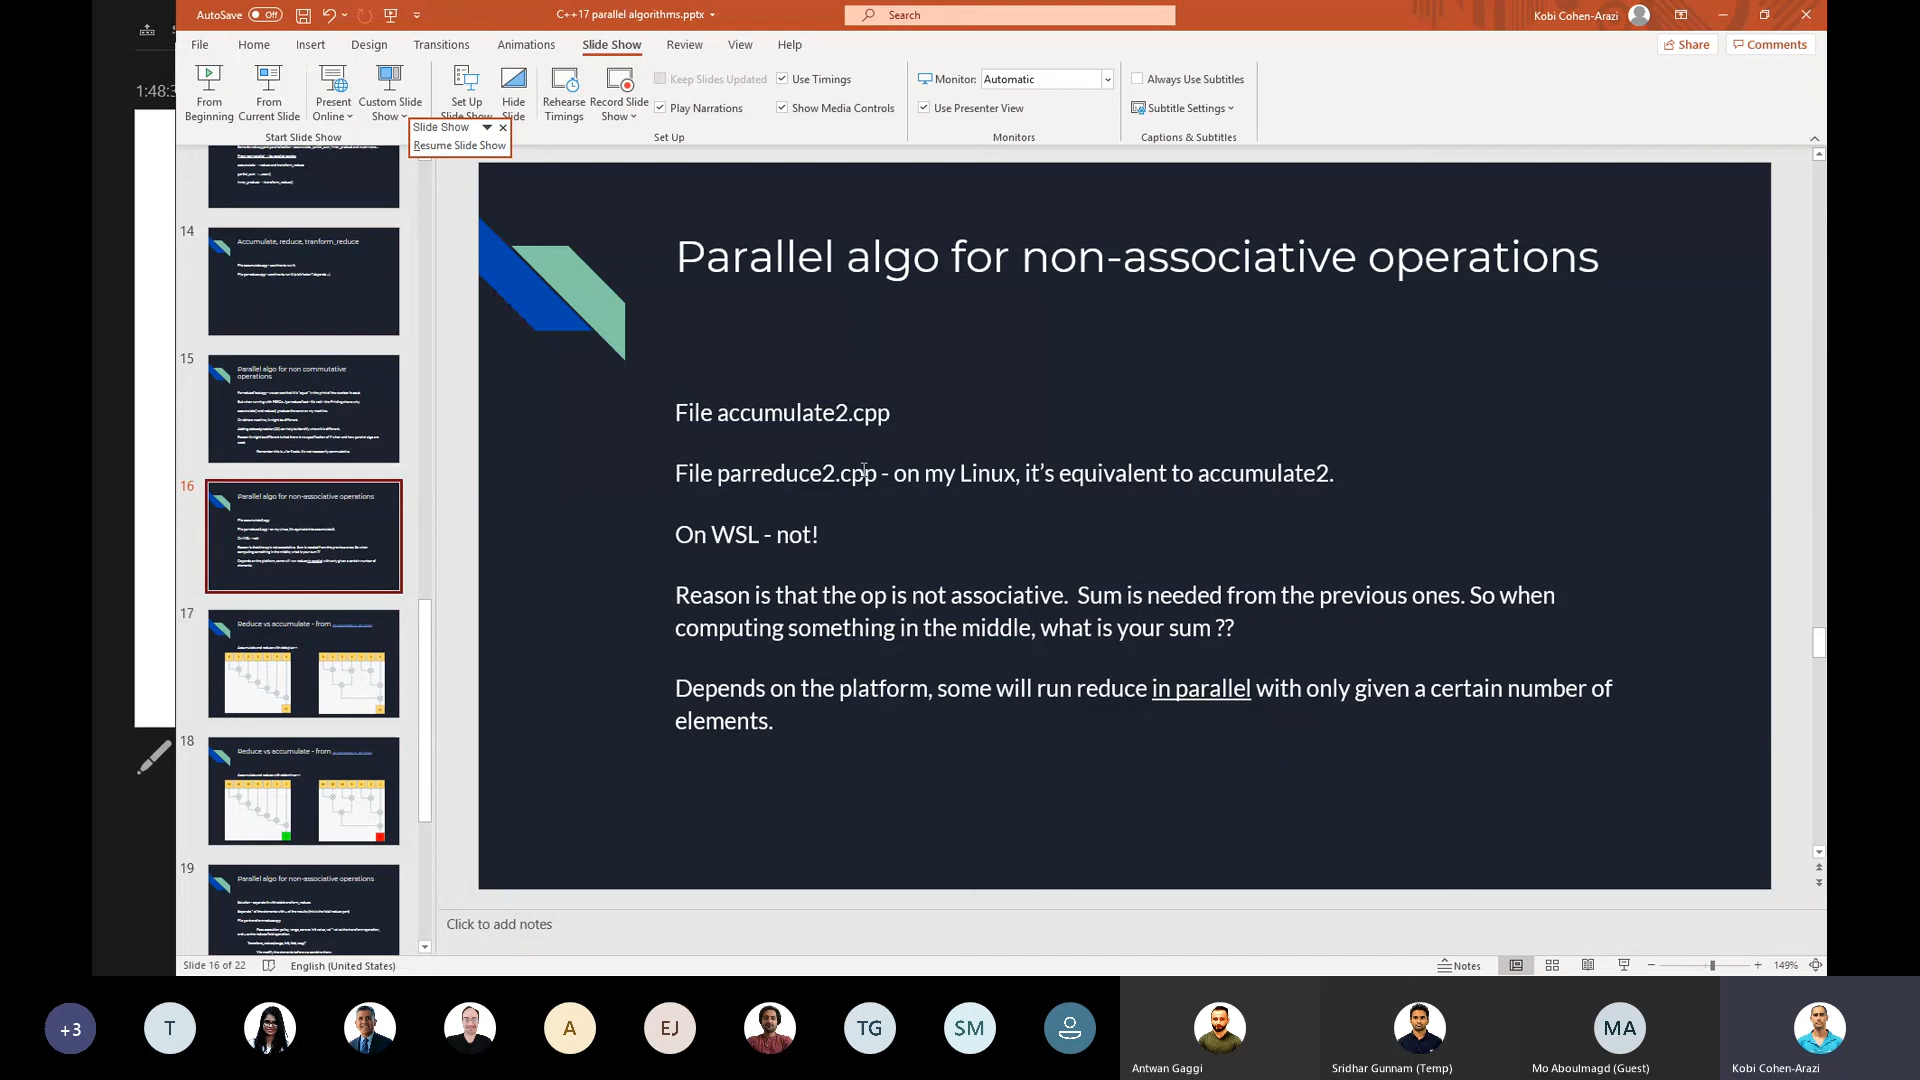 AutoSave Off
C++17 parallel algorithms.pptx
Search
Kobi Cohen-Arazi
File Home Insert Design Transitions Animations Slide Show Review View Help
Share Comments
1:48:3
From Beginning
From Current Slide
Present Online
Custom Slide Show
Set Up Slide Show
Hide Slide
Rehearse Timings
Record Slide Show
Keep Slides Updated
Use Timings
Play Narrations
Show Media Controls
Monitor: Automatic
Use Presenter View
Always Use Subtitles
Subtitle Settings
Start Slide Show
Set Up
Monitors
Captions & Subtitles
Slide Show
Resume Slide Show
14
Accumulate, reduce, tranform_reduce
15
Parallel algo for non commutative
operations
16
Parallel algo for non-associative operations
17
Reduce vs accumulate - from
18
Reduce vs accumulate - from
19
Parallel algo for non-associative operations
Parallel algo for non-associative operations
File accumulate2.cpp
File parreduce2.cpp - on my Linux, it’s equivalent to accumulate2.
On WSL - not!
Reason is that the op is not associative. Sum is needed from the previous ones. So when
computing something in the middle, what is your sum ??
Depends on the platform, some will run reduce in parallel with only given a certain number of
elements.
Click to add notes
Slide 16 of 22
English (United States)
Notes
149%
+3
T
A
EJ
TG
SM
MA
Antwan Gaggi
Sridhar Gunnam (Temp)
Mo Aboulmagd (Guest)
Kobi Cohen-Arazi